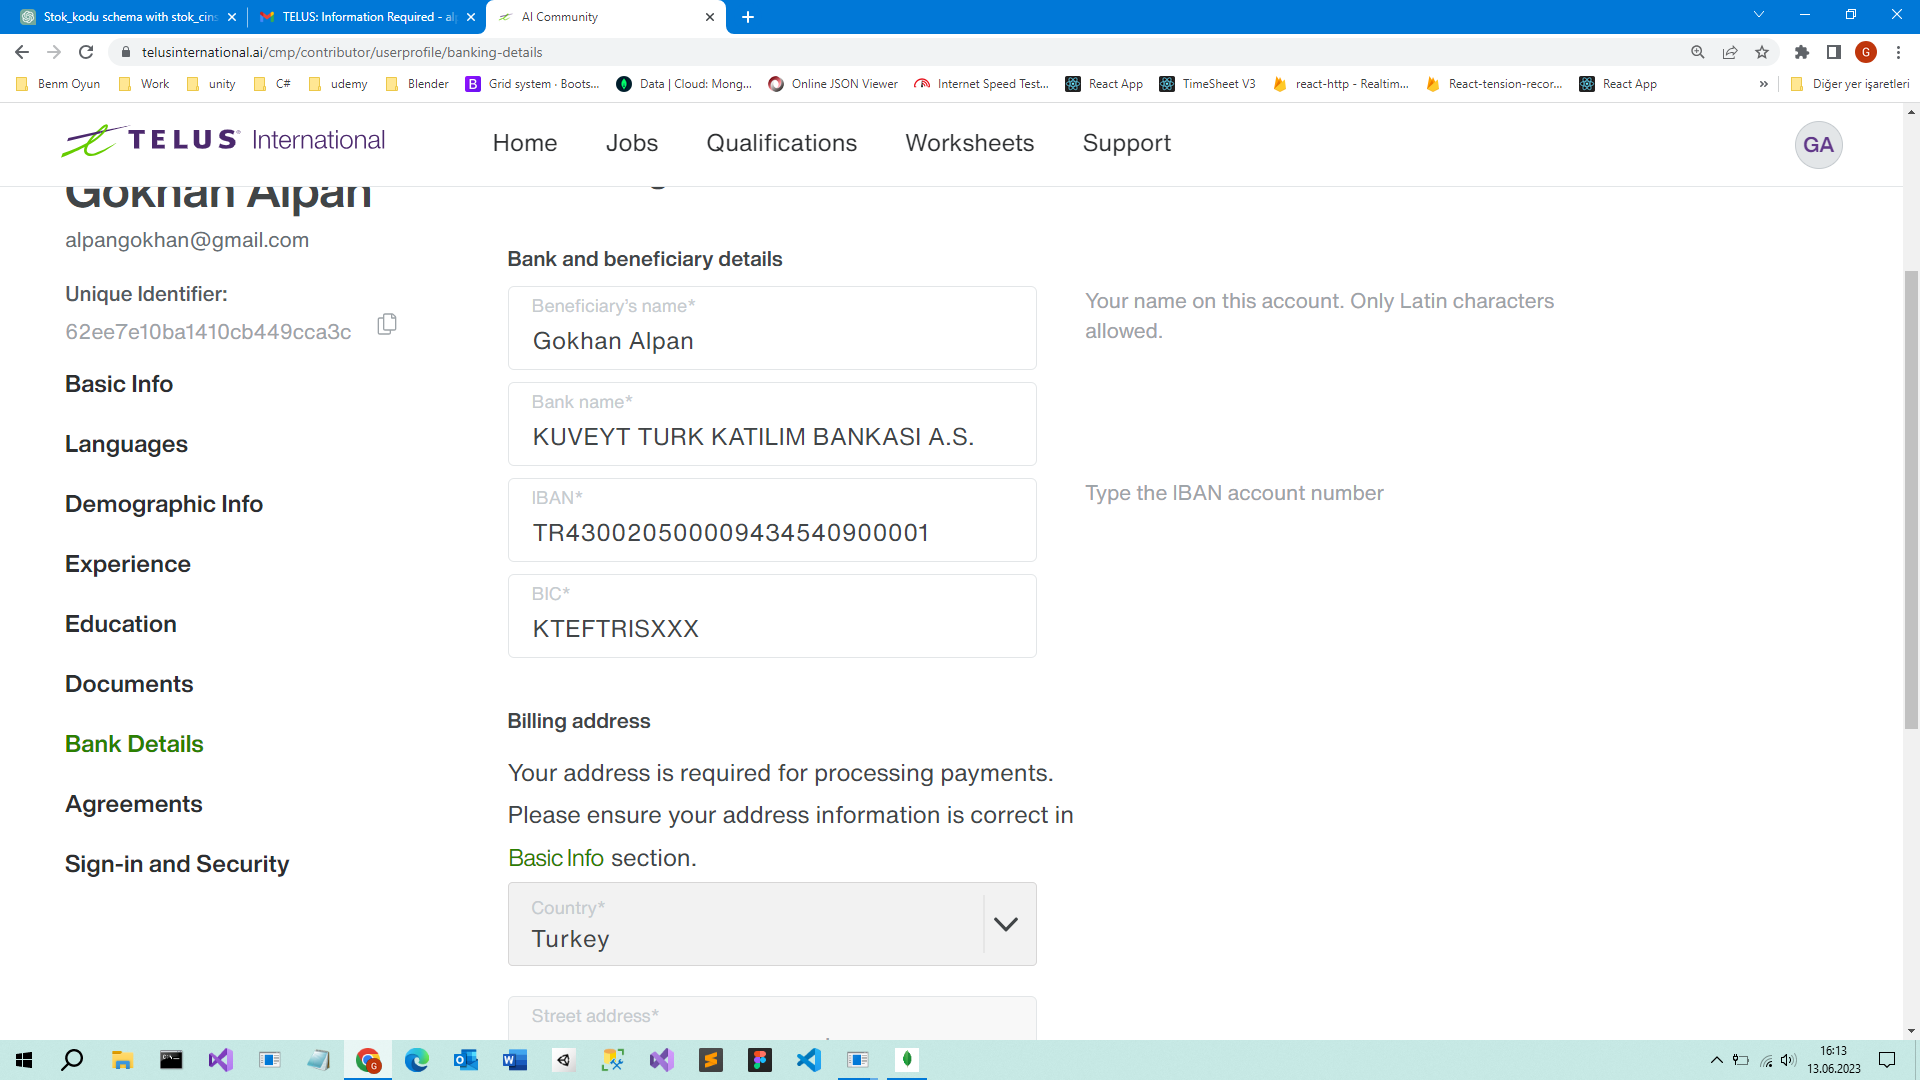 Stok_kodu schema with stok_cins
TELUS: Information Required - al
AI Community
telusinternational.ai/cmp/contributor/userprofile/banking-details
G
Benm Oyun
Work
unity
C#
udemy
Blender
B Grid system · Boots...
Data | Cloud: Mong...
Online JSON Viewer
Internet Speed Test...
React App
TimeSheet V3
react-http - Realtim...
React-tension-recor...
React App
»
Diğer yer işaretleri
TELUS International
Home
Jobs
Qualifications
Worksheets
Support
GA
Gokhan Alpan
alpangokhan@gmail.com
Unique Identifier:
62ee7e10ba1410cb449cca3c
Basic Info
Languages
Demographic Info
Experience
Education
Documents
Bank Details
Agreements
Sign-in and Security
Bank and beneficiary details
Beneficiary's name*
Gokhan Alpan
Your name on this account. Only Latin characters
allowed.
Bank name*
KUVEYT TURK KATILIM BANKASI A.S.
IBAN*
TR430020500009434540900001
Type the IBAN account number
BIC*
KTEFTRISXXX
Billing address
Your address is required for processing payments.
Please ensure your address information is correct in
Basic Info section.
Country*
Turkey
Street address*
16:13
13.06.2023